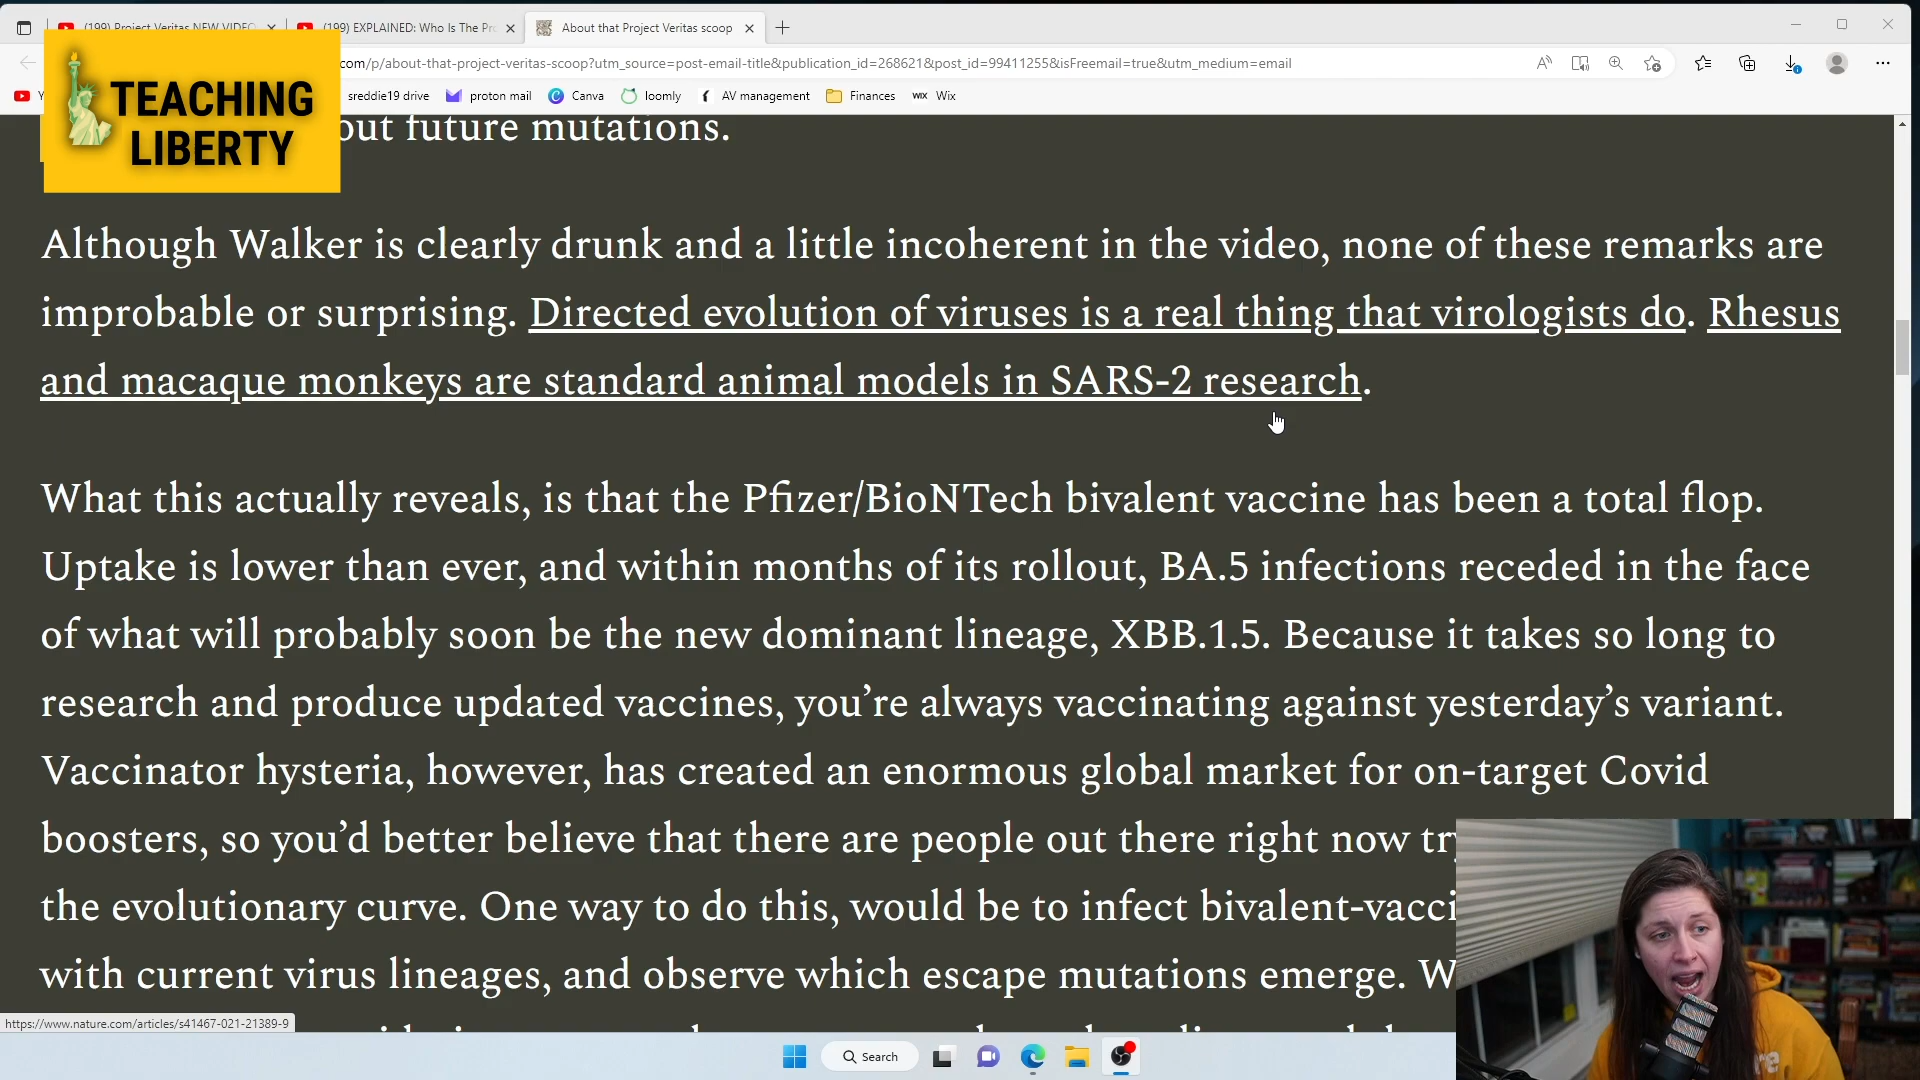 (199) Project Veritas NEW VIDEO
(199) EXPLAINED: Who Is The Pr
About that Project Veritas scoop
com/p/about-that-project-veritas-scoop?utm_source=post-email-title&publication_id=268621&post_id=99411255&isFreemail=true&utm_medium=email
Y
sreddie19 drive
proton mail
Canva
loomly
AV management
Finances
WIX Wix
TEACHING
LIBERTY
out future mutations.
Although Walker is clearly drunk and a little incoherent in the video, none of these remarks are
improbable or surprising. Directed evolution of viruses is a real thing that virologists do. Rhesus
and macaque monkeys are standard animal models in SARS-2 research.
What this actually reveals, is that the Pfizer/BioNTech bivalent vaccine has been a total flop.
Uptake is lower than ever, and within months of its rollout, BA.5 infections receded in the face
of what will probably soon be the new dominant lineage, XBB.1.5. Because it takes so long to
research and produce updated vaccines, you’re always vaccinating against yesterday’s variant.
Vaccinator hysteria, however, has created an enormous global market for on-target Covid
boosters, so you’d better believe that there are people out there right now try
the evolutionary curve. One way to do this, would be to infect bivalent-vacci
with current virus lineages, and observe which escape mutations emerge. W
https://www.nature.com/articles/s41467-021-21389-9
Search